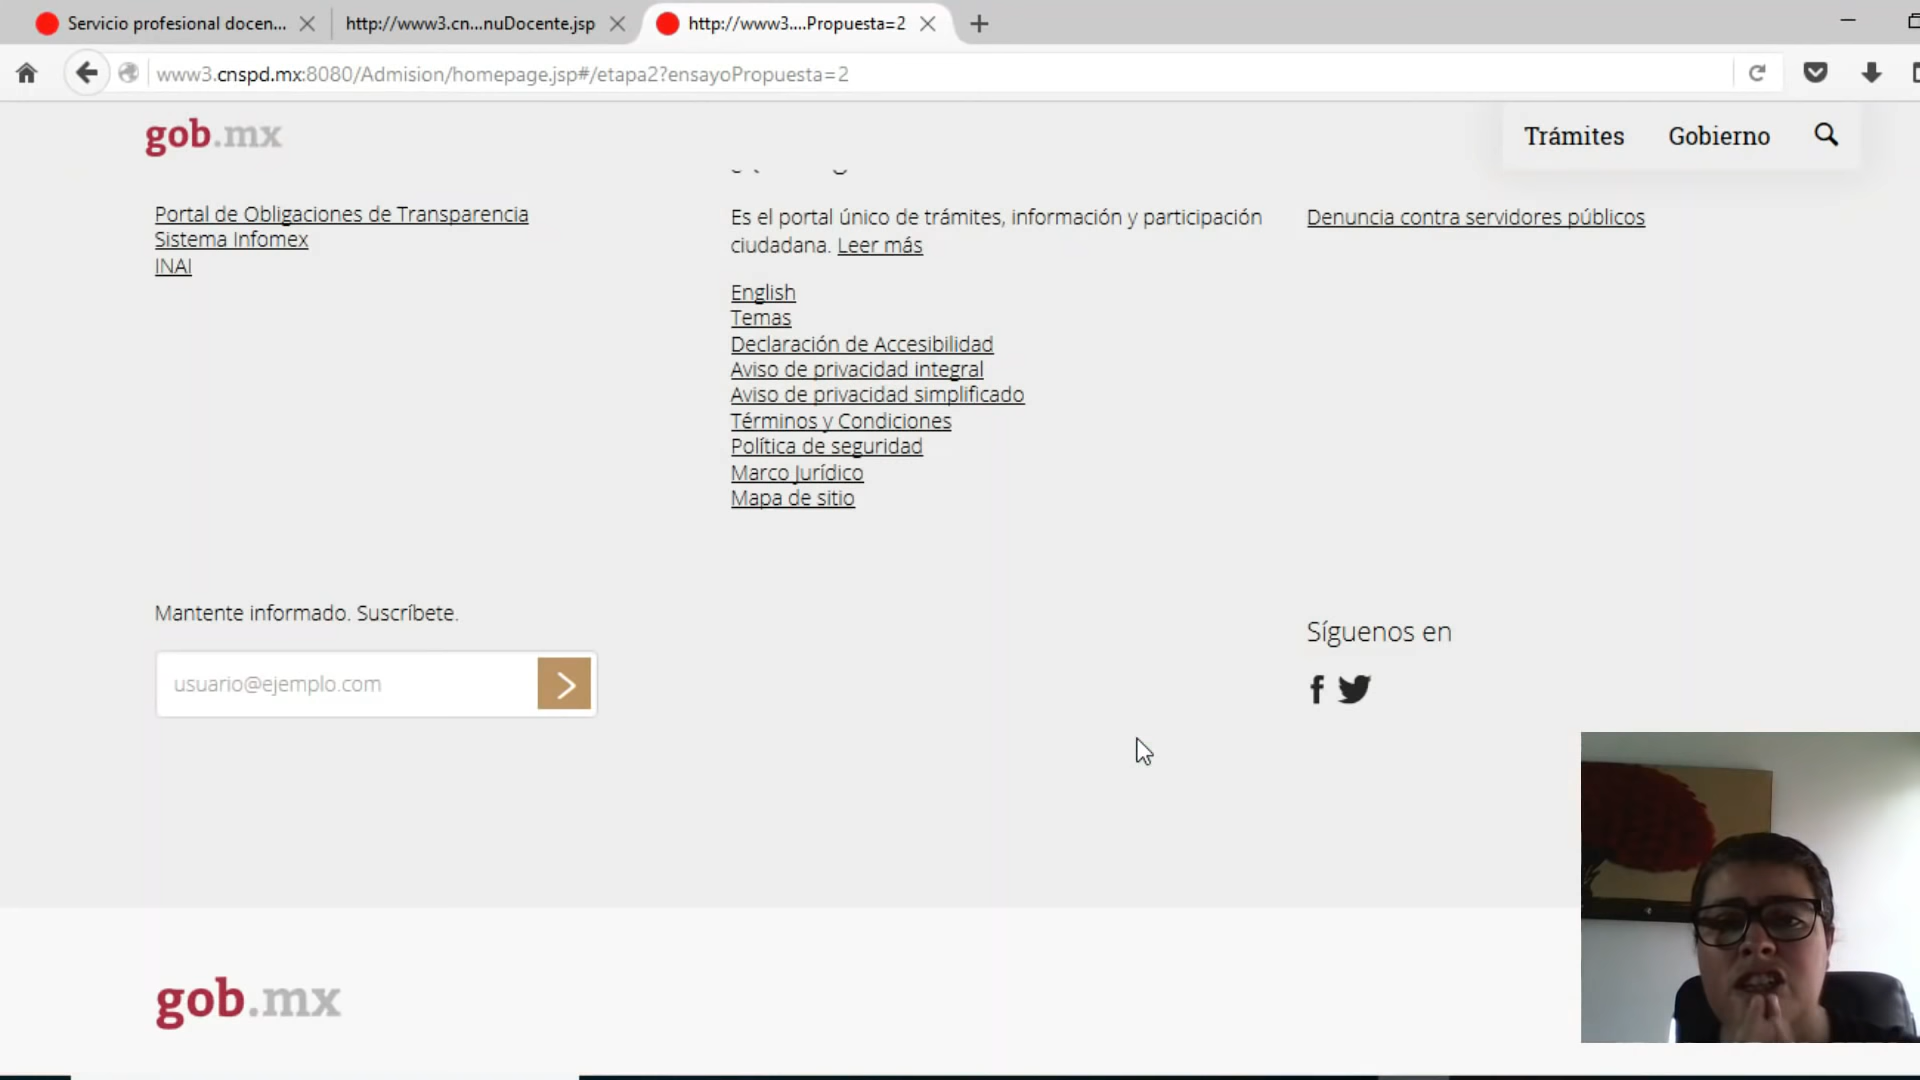 Servicio profesional docen...
http://www3.cn...nuDocente.jsp
http://www3....Propuesta=2
www3.cnspd.mx:8080/Admision/homepage.jsp#/etapa2?ensayoPropuesta=2
gob.mx
Trámites
Gobierno
Portal de Obligaciones de Transparencia
Sistema Infomex
INAI
Es el portal único de trámites, información y participación
ciudadana. Leer más
English
Temas
Declaración de Accesibilidad
Aviso de privacidad integral
Aviso de privacidad simplificado
Términos y Condiciones
Política de seguridad
Marco Jurídico
Mapa de sitio
Denuncia contra servidores públicos
Mantente informado. Suscríbete.
usuario@ejemplo.com
Síguenos en
gob.mx